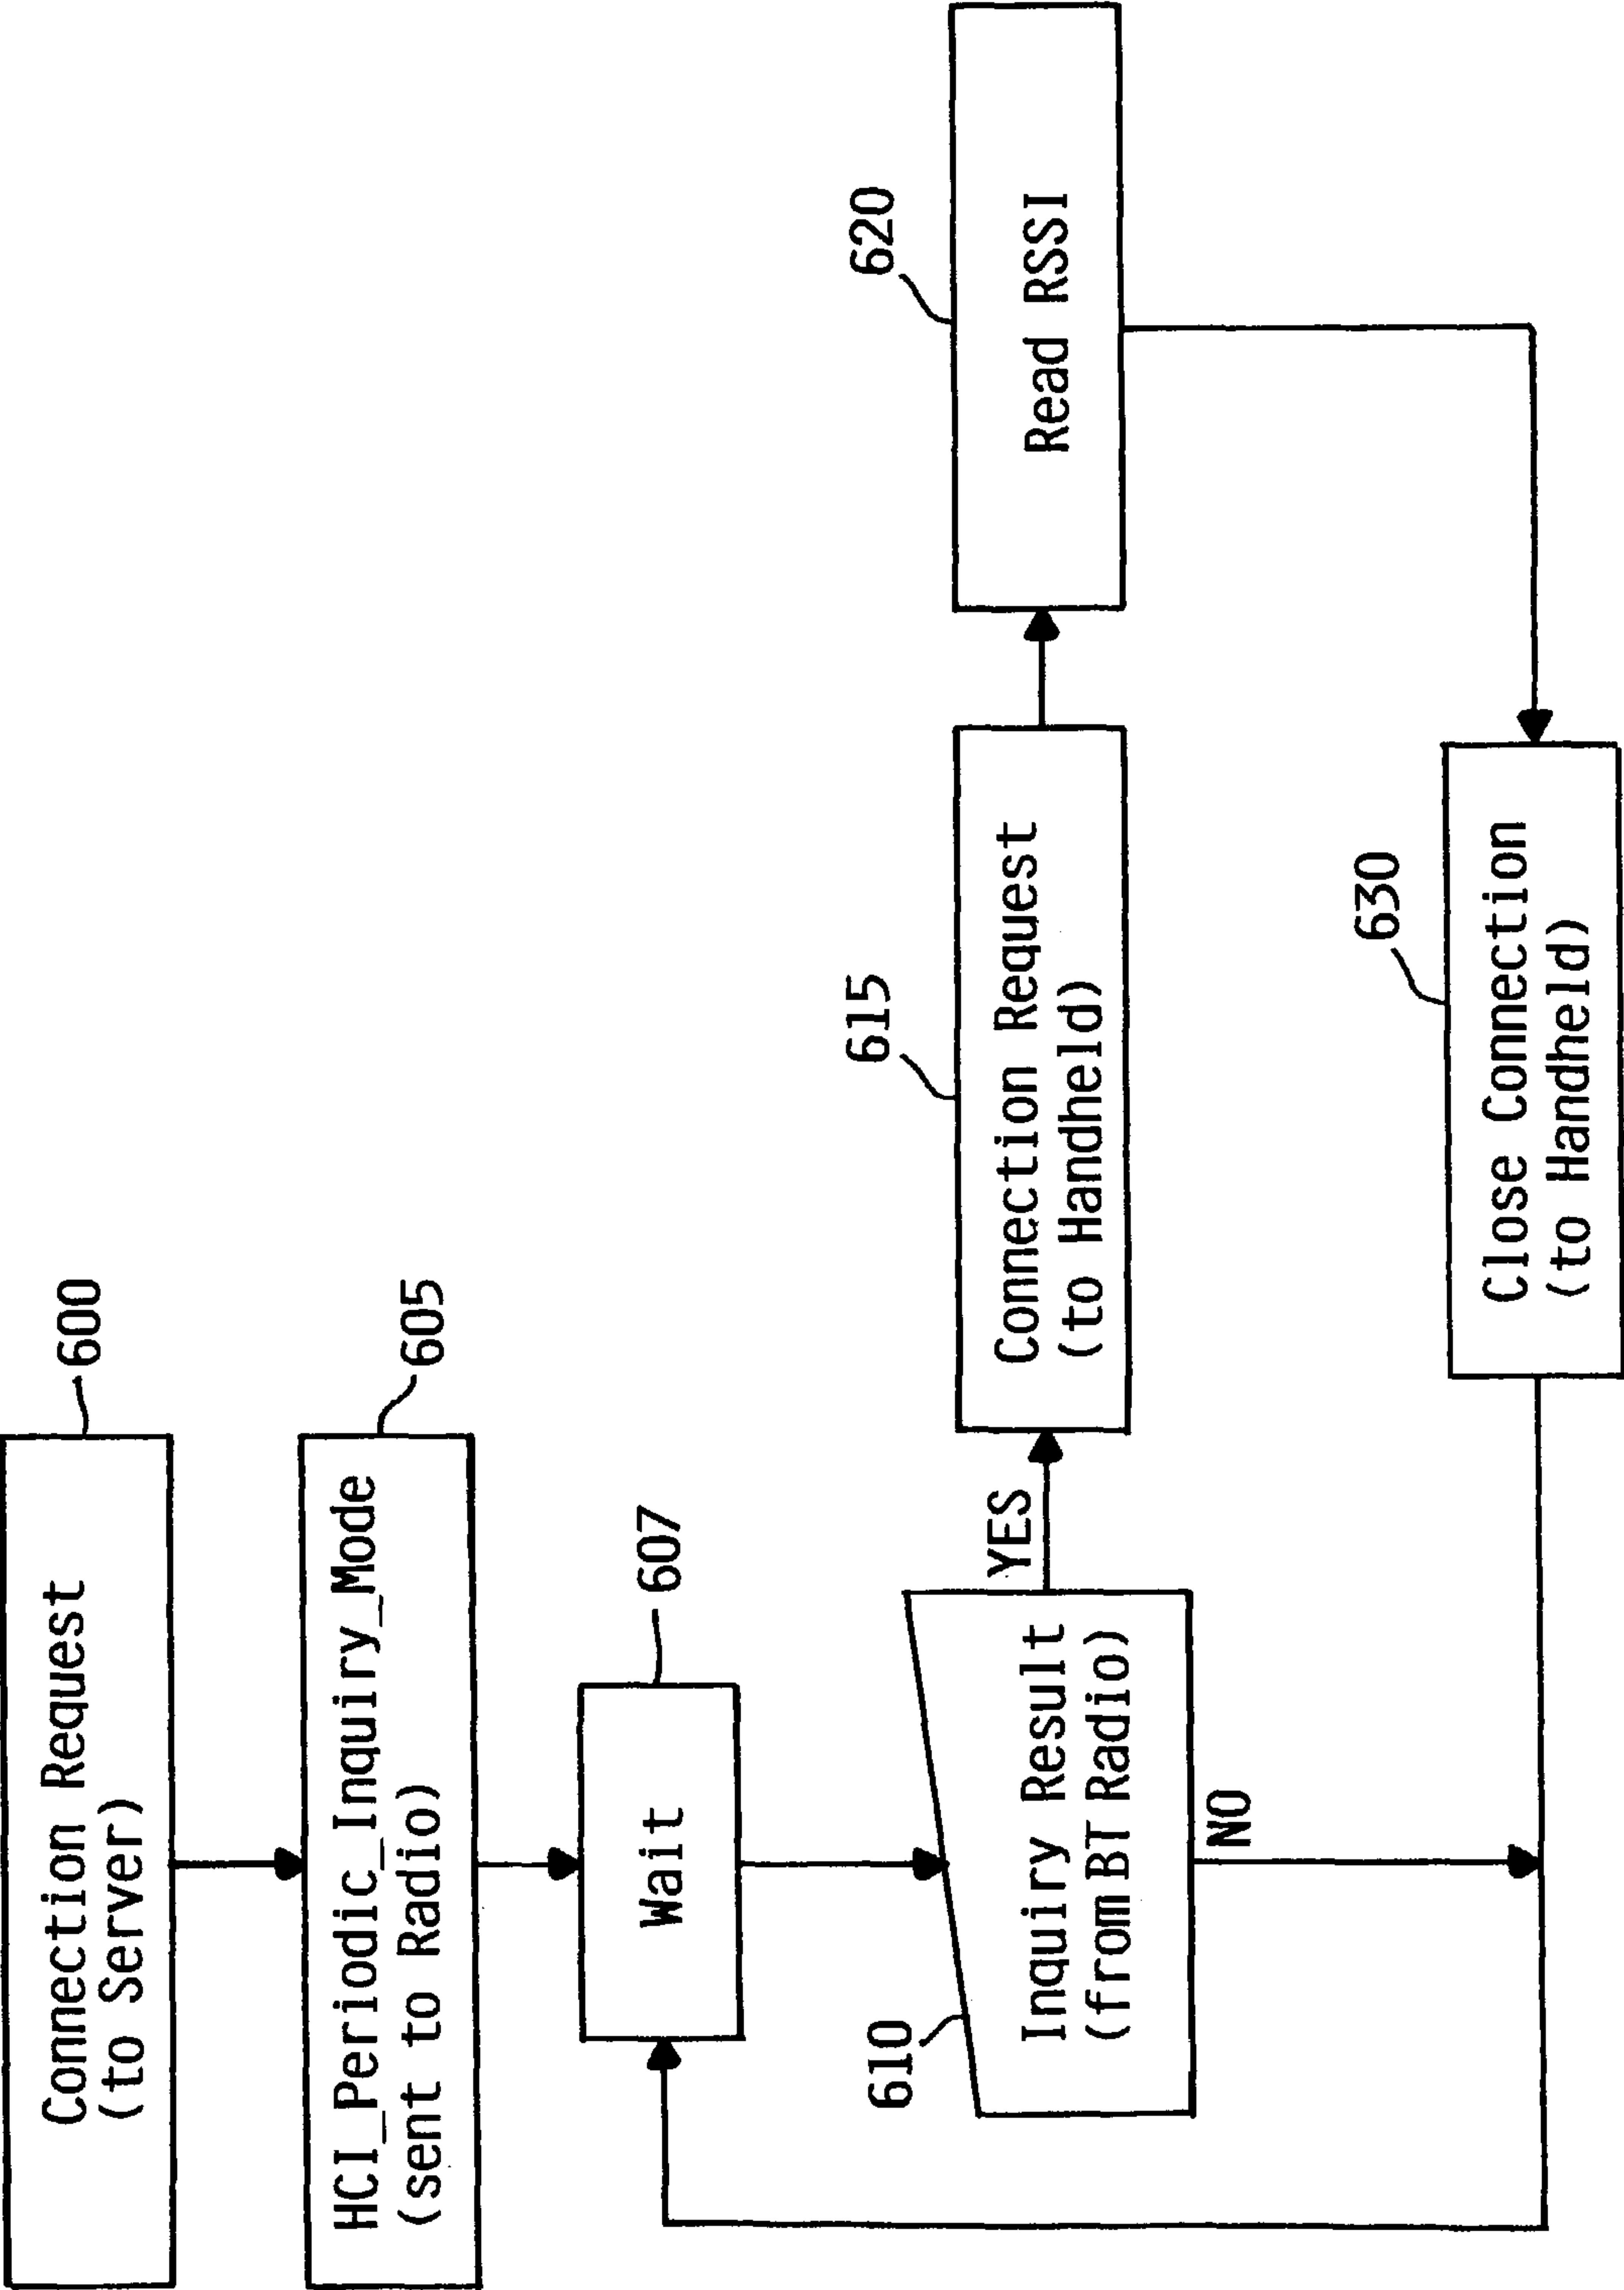 600
Connection Request
(to Server)
605
HCI_Periodic_Inquiry_Mode
(sent to Radio)
607
Wait
610
Inquiry Result
(from BT Radio)
YES
NO
615
Connection Request
(to Handheld)
620
Read RSSI
630
Close Connection
(to Handheld)